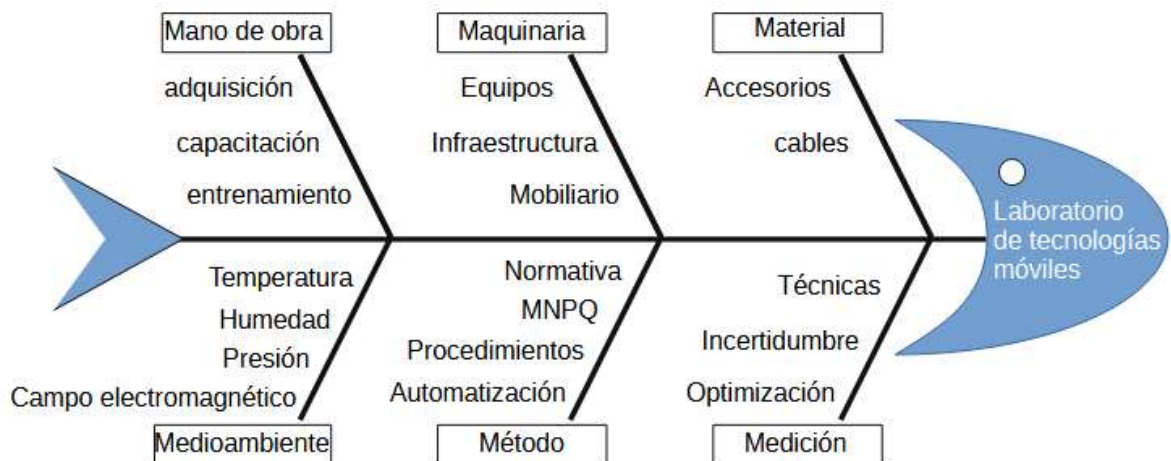 Mano de obra
adquisición
capacitación
entrenamiento
Maquinaria
Equipos
Infraestructura
Mobiliario
Material
Accesorios
cables
Laboratorio
de tecnologías
móviles
Temperatura
Humedad
Presión
Campo electromagnético
Medioambiente
Normativa
MNPQ
Procedimientos
Automatización
Método
Técnicas
Incertidumbre
Optimización
Medición